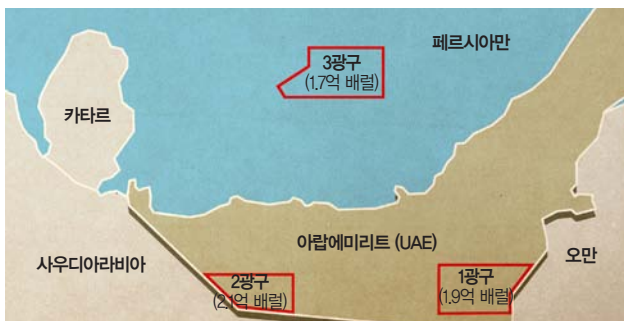 페르시아만
3광구
(1.7억 배럴)
카타르
아랍에미리트 (UAE)
사우디아라비아
오만
2광구
(2.1억 배럴)
1광구
(1.9억 배럴)